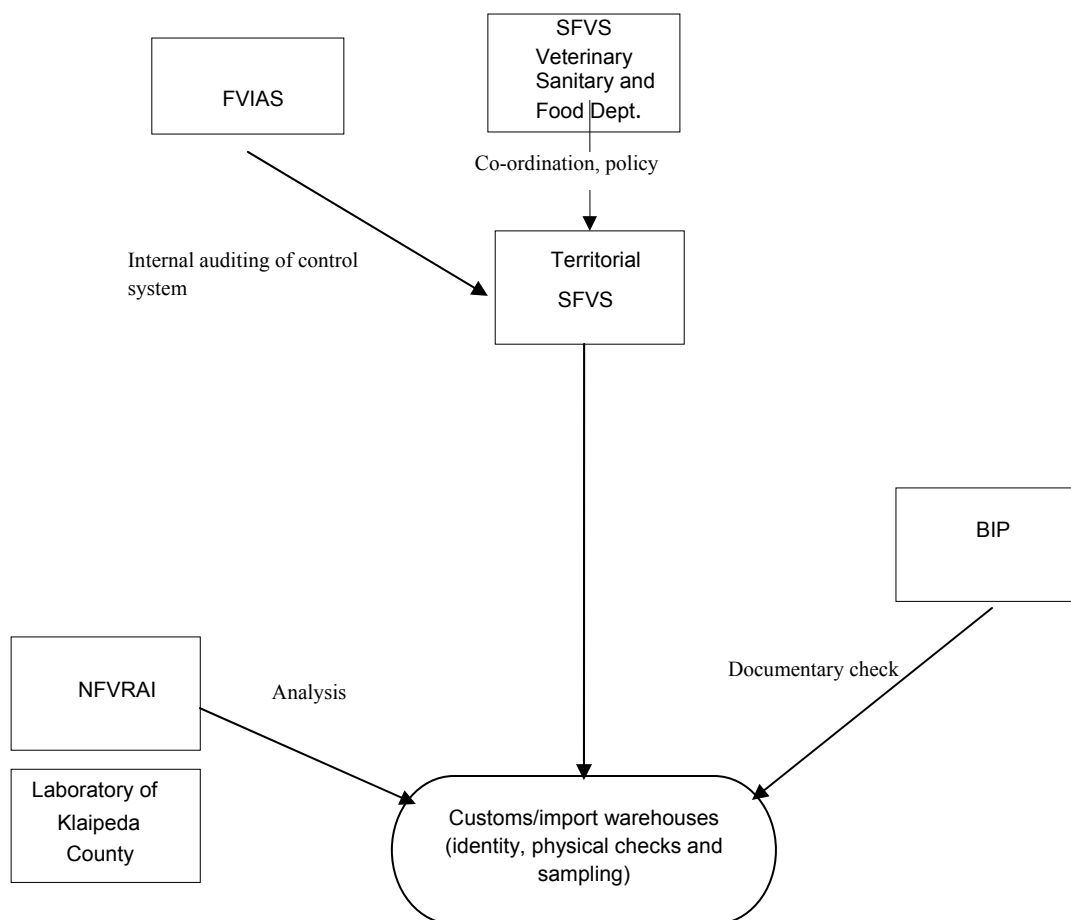 FVIAS
SFVS
Veterinary
Sanitary and
Food Dept.
Co-ordination, policy
Internal auditing of control
system
Territorial
SFVS
BIP
Documentary check
NFVRAI
Analysis
Laboratory of
Klaipeda
County
Customs/import warehouses
(identity, physical checks and
sampling)